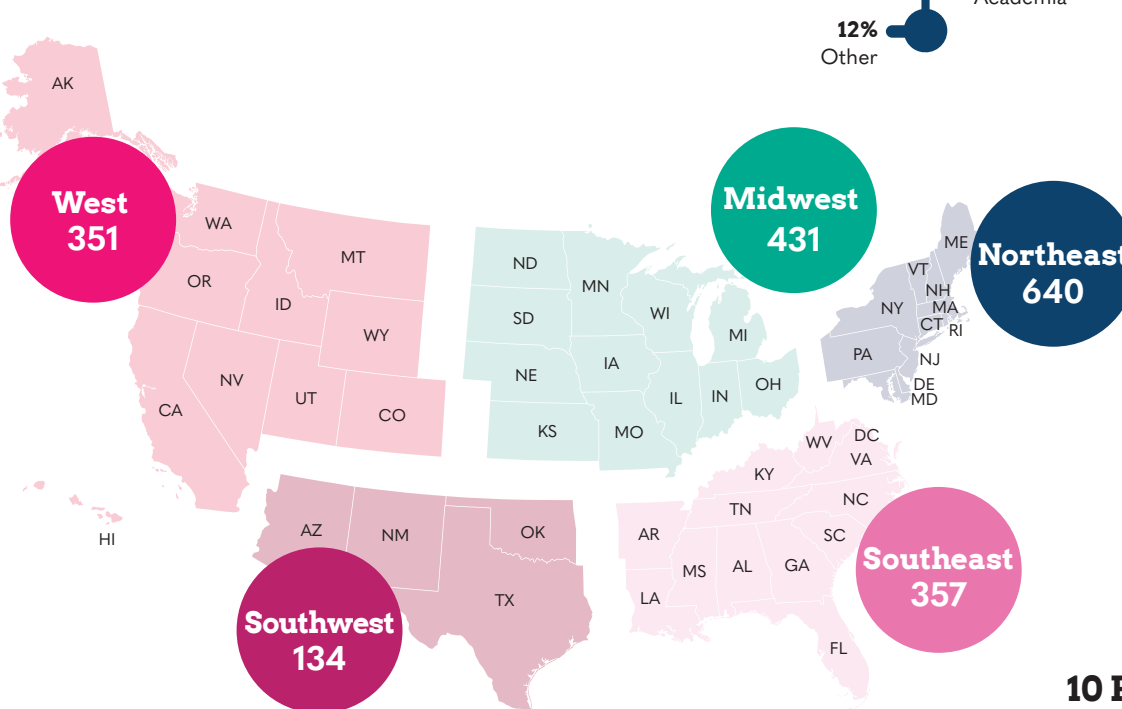 12%
Other
AK
West
351
WA
OR
ID
MT
WY
NV
UT
CO
CA
HI
Midwest
431
ND
MN
SD
WI
MI
NE
IA
IL
IN
OH
KS
MO
Northeast
640
ME
VT
NH
NY
MA
CT
RI
PA
NJ
DE
MD
Southwest
134
AZ
NM
OK
TX
WV
DC
VA
KY
NC
TN
AR
SC
MS
AL
GA
LA
FL
Southeast
357
10